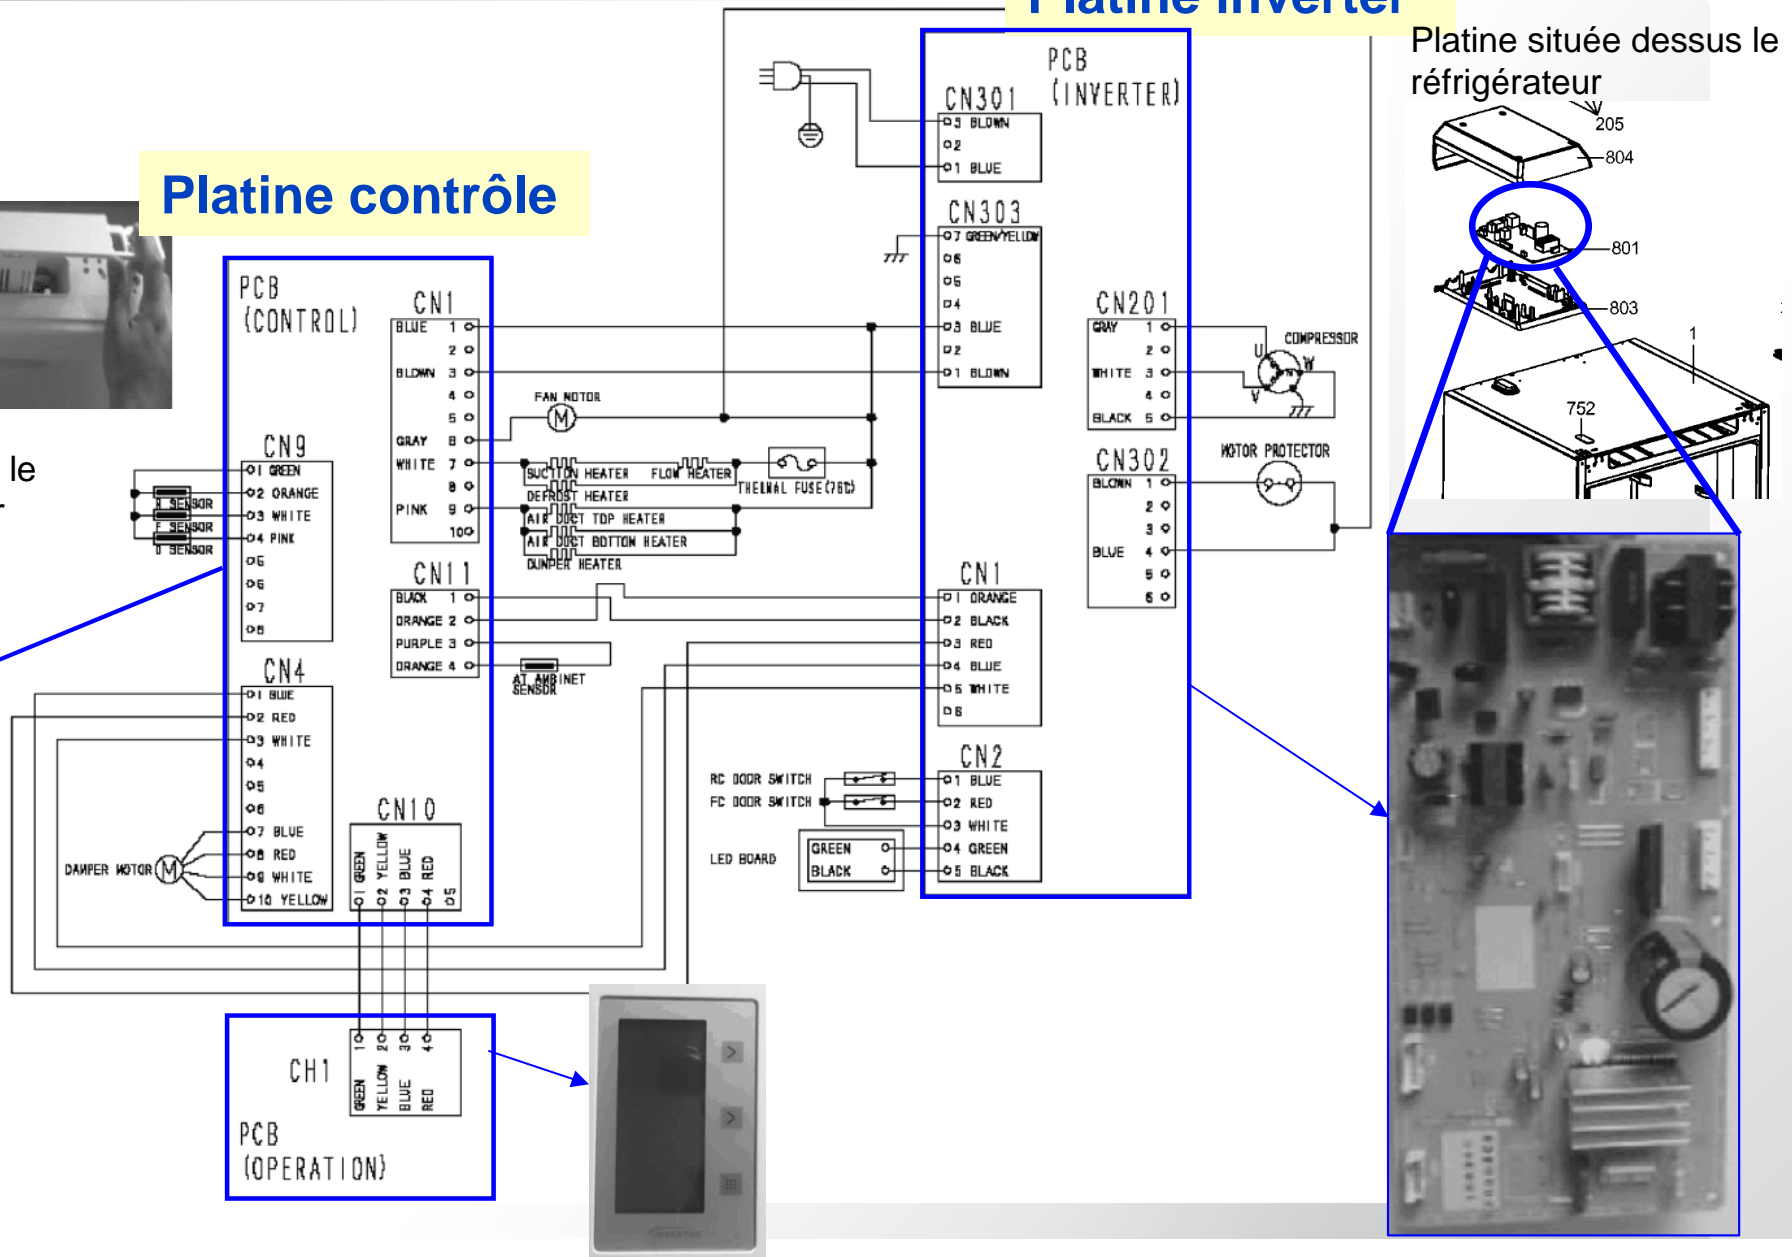 Platine inverter
Platine située dessus le
réfrigérateur
205
804
801
803
1
752
Platine contrôle
le
PCB
(INVERTER)
CN301
3 BLOWN
2
1 BLUE
CN303
7 GREEN/YELLOW
6
5
4
3 BLUE
2
1 BLOWN
CN201
GRAY 1
2
WHITE 3
4
BLACK 5
COMPRESSOR
U
W
V
CN302
BLOWN 1
2
3
BLUE 4
5
6
MOTOR PROTECTOR
CN1
1 ORANGE
2 BLACK
3 RED
4 BLUE
5 WHITE
6
CN2
1 BLUE
2 RED
3 WHITE
4 GREEN
5 BLACK
RC DOOR SWITCH
FC DOOR SWITCH
LED BOARD
GREEN
BLACK
PCB
(CONTROL)
CN1
BLUE 1
2
BLOWN 3
4
5
GRAY 6
WHITE 7
8
PINK 9
10
FAN MOTOR
M
SUCTION HEATER
FLOW HEATER
DEFROST HEATER
THELMAL FUSE(76C)
AIR DUCT TOP HEATER
AIR DUCT BOTTOM HEATER
DUMPER HEATER
CN9
1 GREEN
2 ORANGE
3 WHITE
4 PINK
5
6
7
8
R SENSOR
F SENSOR
D SENSOR
CN11
BLACK 1
ORANGE 2
PURPLE 3
ORANGE 4
AT AMBINET
SENSOR
CN4
1 BLUE
2 RED
3 WHITE
4
5
6
7 BLUE
8 RED
9 WHITE
10 YELLOW
DAMPER MOTOR
M
CN10
1 GREEN
2 YELLOW
3 BLUE
4 RED
5
CH1
1
2
3
4
GREEN
YELLOW
BLUE
RED
PCB
(OPERATION)